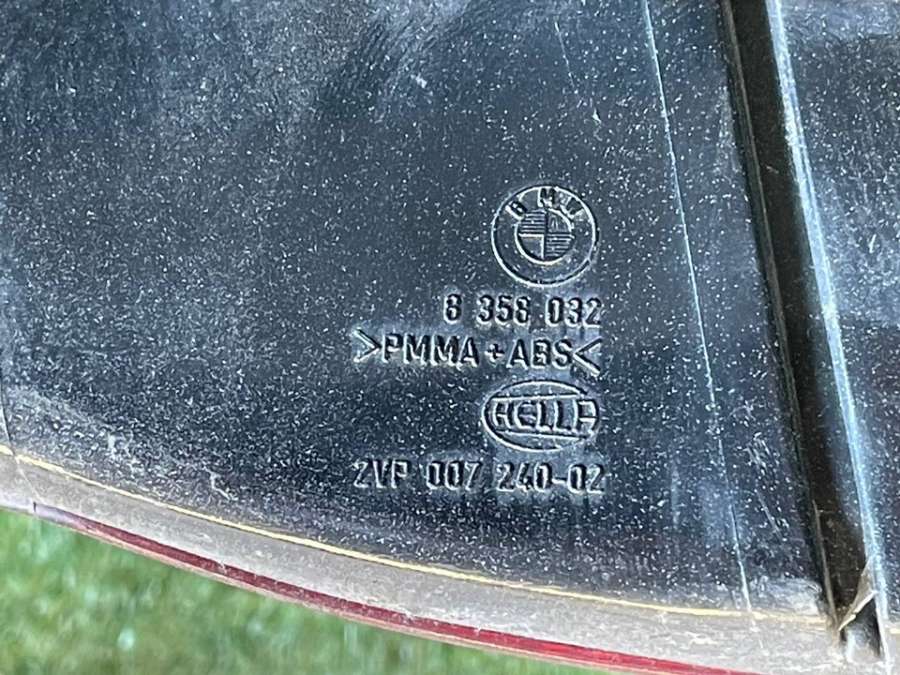 BMW
8 358 032
>PMMA+ABS<
HELLA
2VP 007 240-02